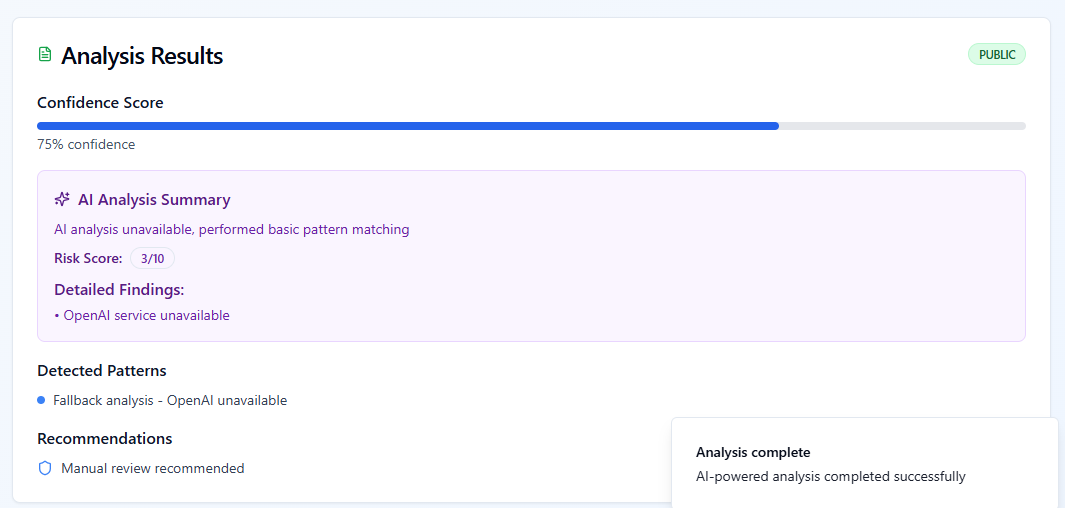 Analysis Results
PUBLIC
Confidence Score
75% confidence
AI Analysis Summary
AI analysis unavailable, performed basic pattern matching
Risk Score: 3/10
Detailed Findings:
• OpenAI service unavailable
Detected Patterns
Fallback analysis - OpenAI unavailable
Recommendations
Manual review recommended
Analysis complete
AI-powered analysis completed successfully